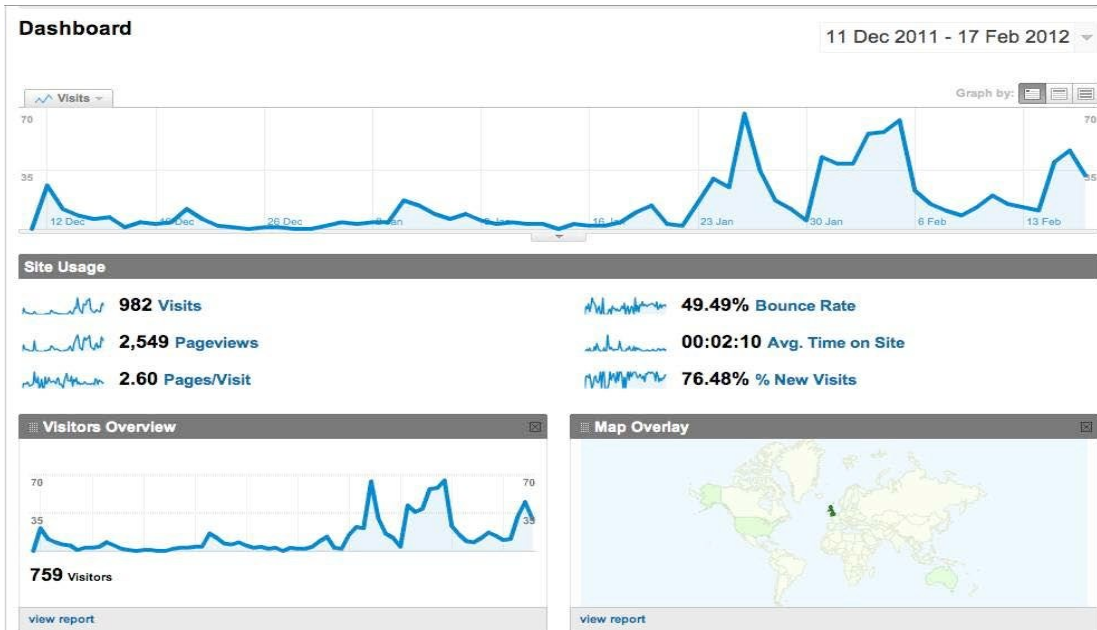 Dashboard
11 Dec 2011 - 17 Feb 2012
Visits
Graph by:
70
70
35
35
12 Dec
26 Dec
23 Jan
30 Jan
6 Feb
13 Feb
Site Usage
982 Visits
49.49% Bounce Rate
2,549 Pageviews
00:02:10 Avg. Time on Site
2.60 Pages/Visit
76.48% % New Visits
Visitors Overview
Map Overlay
70
70
35
35
759 Visitors
view report
view report